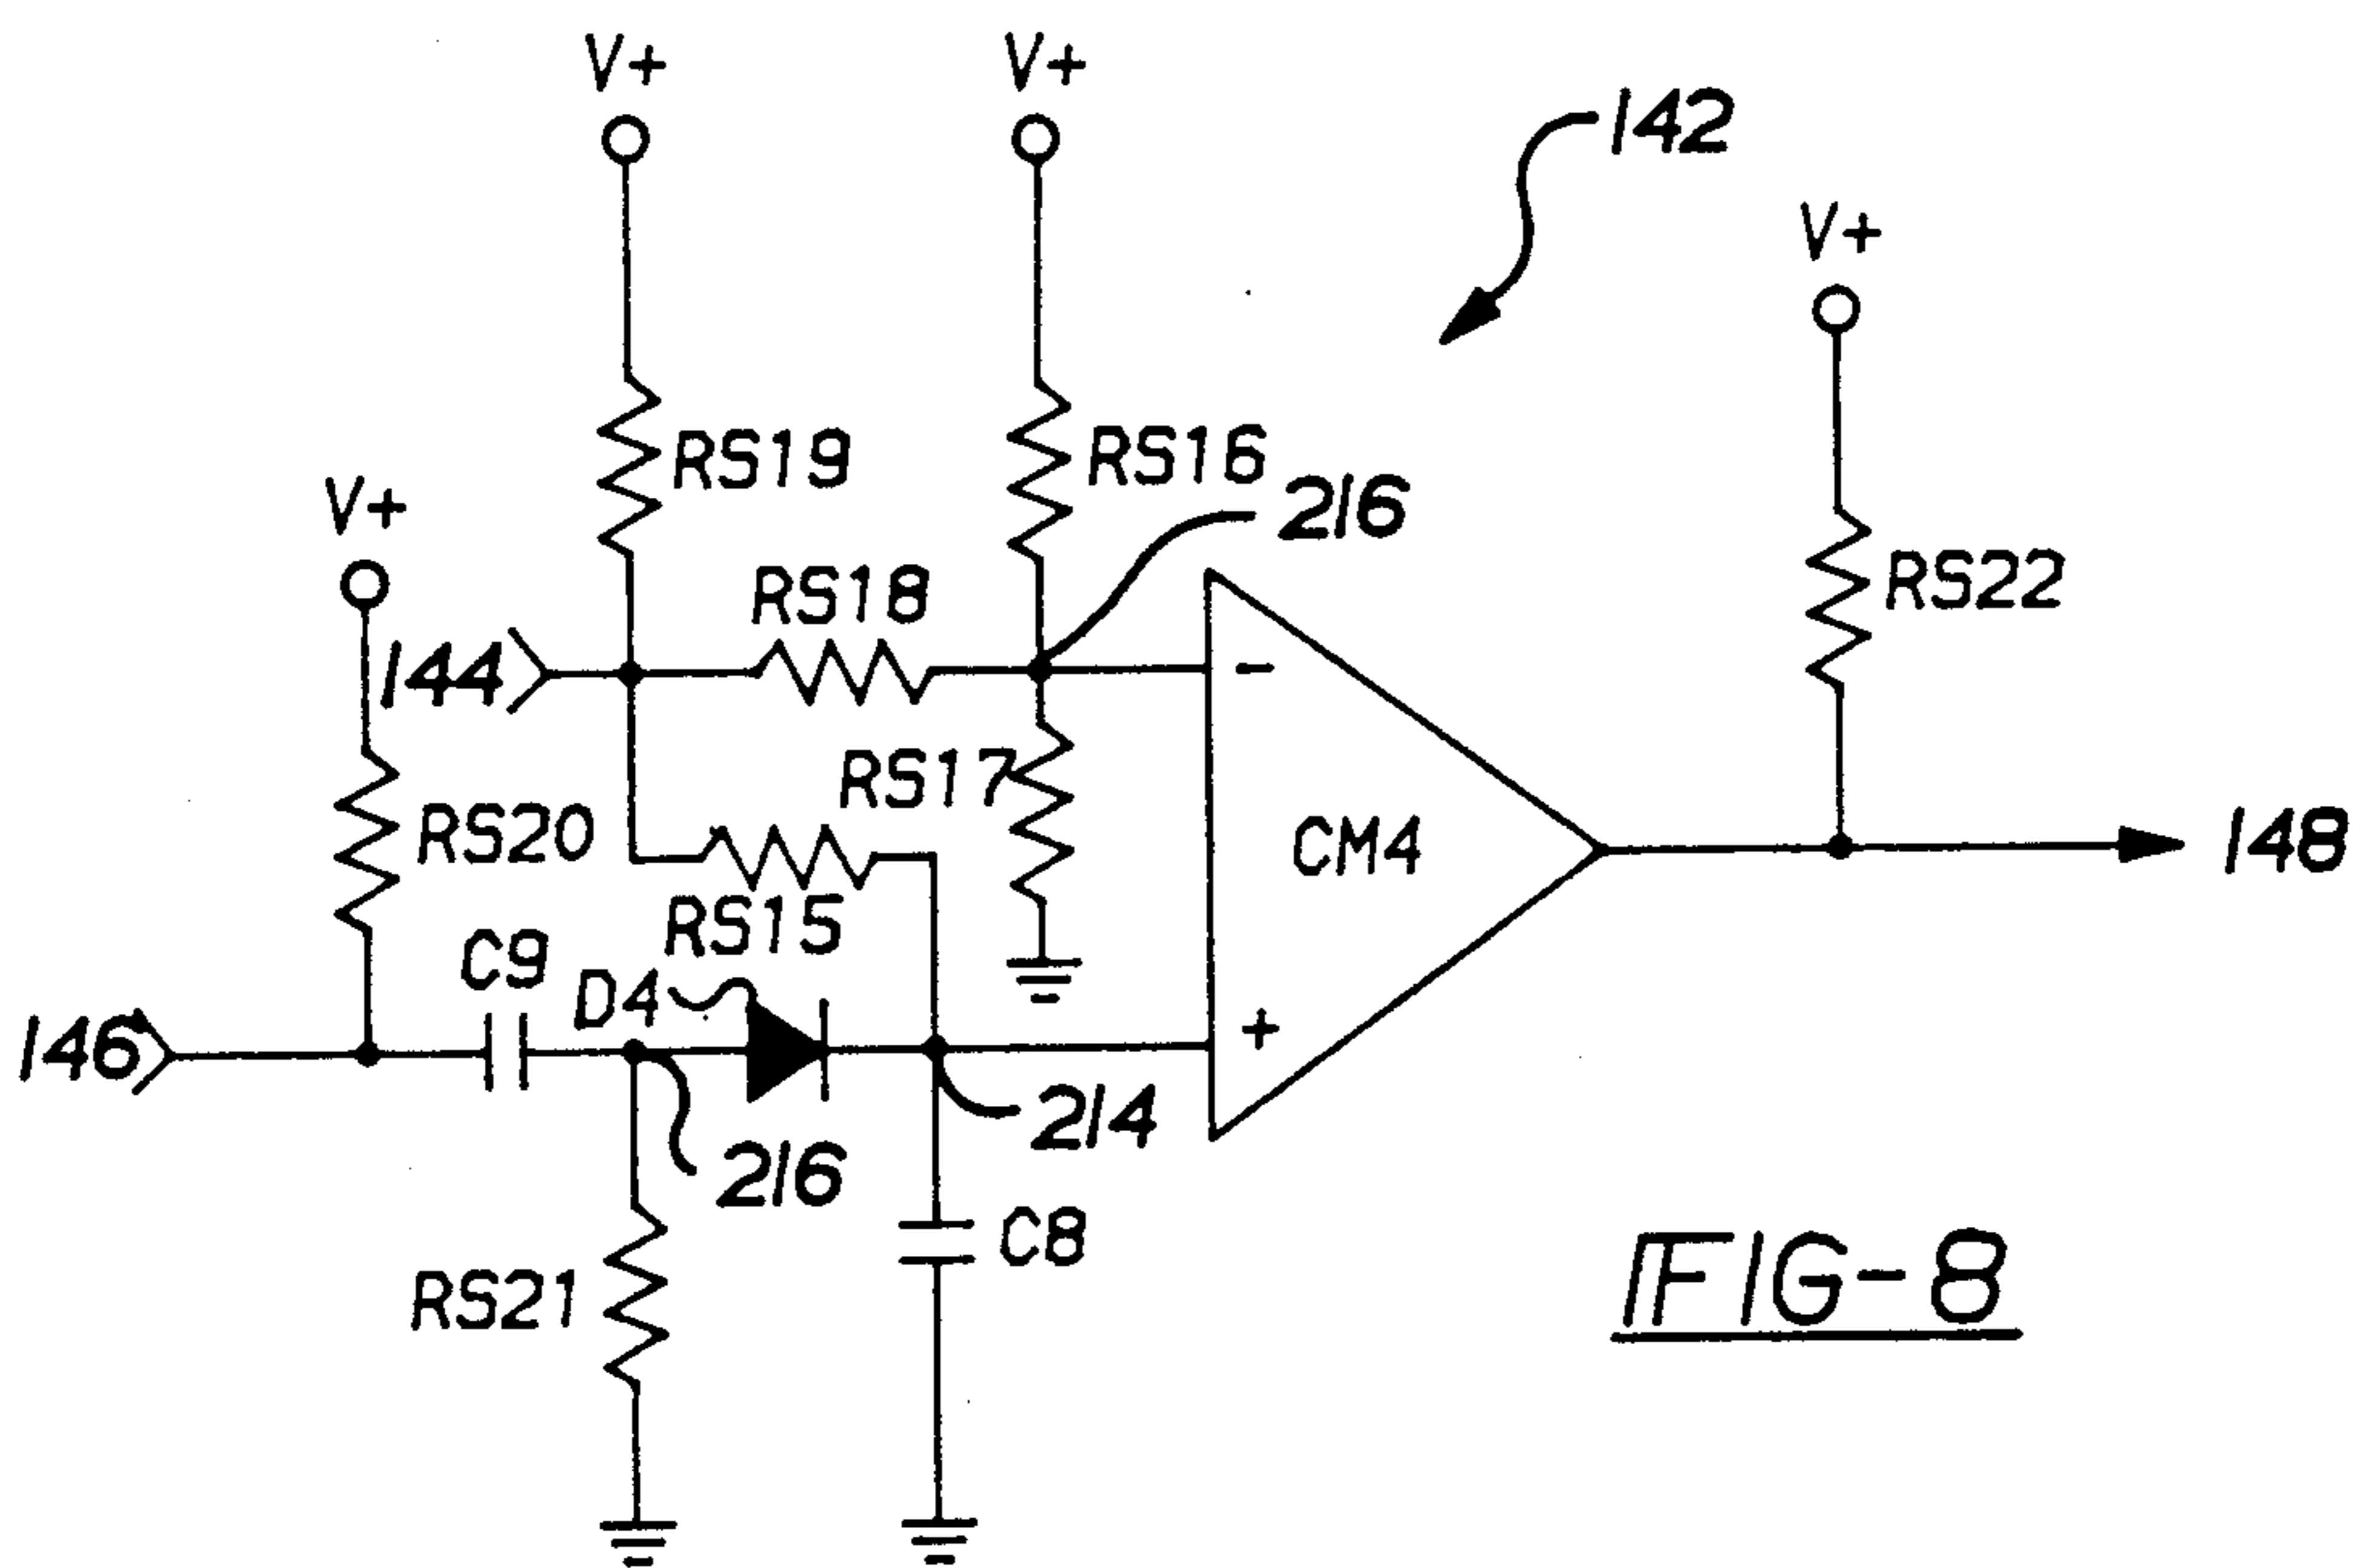 V+
V+
142
V+
RS19
RS16
216
V+
RS18
RS22
144
-
RS17
RS20
CM4
148
RS15
C9
D4
146
+
214
216
C8
RS21
FIG-8